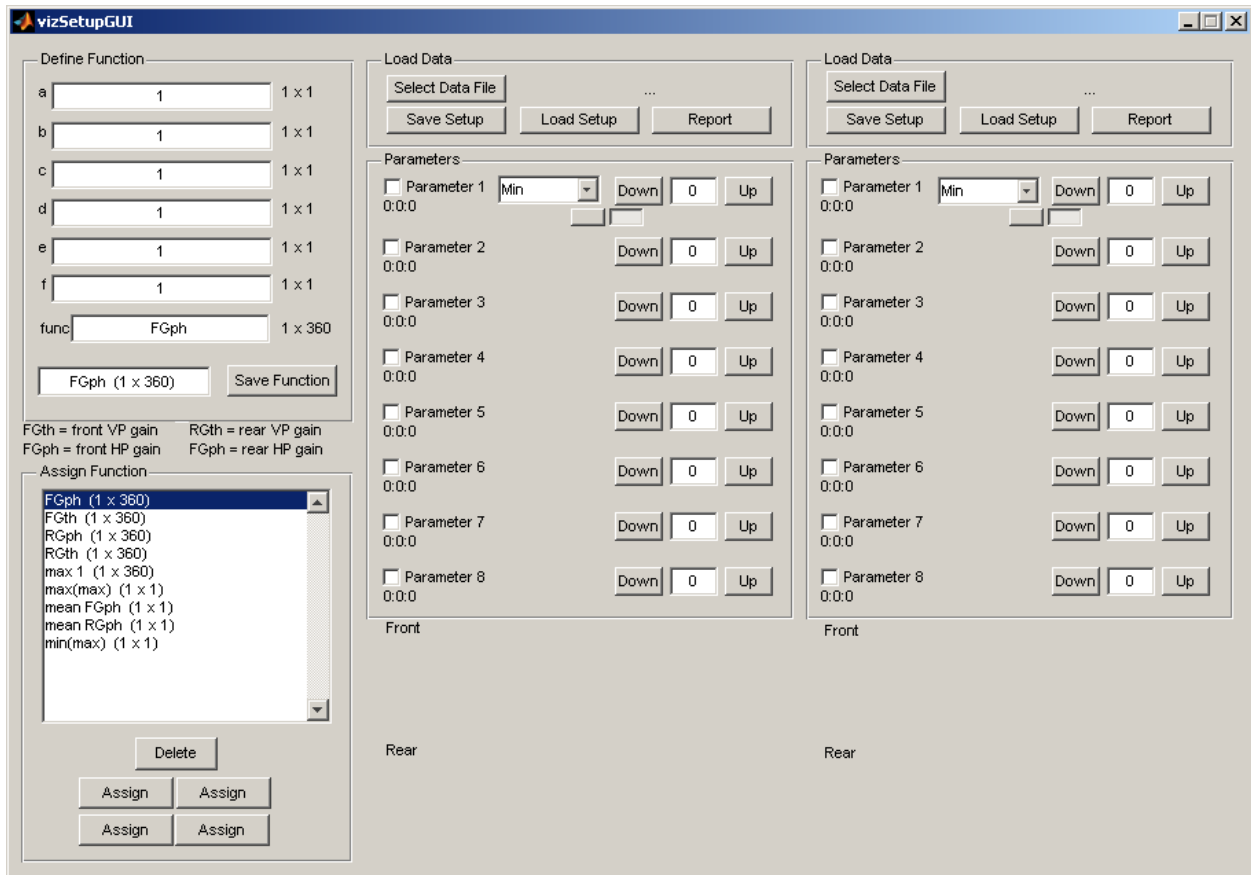 vizSetupGUI
Define Function
a 1 1 x 1
b 1 1 x 1
c 1 1 x 1
d 1 1 x 1
e 1 1 x 1
f 1 1 x 1
func FGph 1 x 360
FGph (1 x 360) Save Function
FGth = front VP gain RGth = rear VP gain
FGph = front HP gain FGph = rear HP gain
Assign Function
FGph (1 x 360)
FGth (1 x 360)
RGph (1 x 360)
RGth (1 x 360)
max 1 (1 x 360)
max(max) (1 x 1)
mean FGph (1 x 1)
mean RGph (1 x 1)
min(max) (1 x 1)
Delete
Assign Assign
Assign Assign
Load Data
Select Data File ...
Save Setup Load Setup Report
Parameters
Parameter 1 Min Down 0 Up
0:0:0
Parameter 2 Down 0 Up
0:0:0
Parameter 3 Down 0 Up
0:0:0
Parameter 4 Down 0 Up
0:0:0
Parameter 5 Down 0 Up
0:0:0
Parameter 6 Down 0 Up
0:0:0
Parameter 7 Down 0 Up
0:0:0
Parameter 8 Down 0 Up
0:0:0
Front
Rear
Load Data
Select Data File ...
Save Setup Load Setup Report
Parameters
Parameter 1 Min Down 0 Up
0:0:0
Parameter 2 Down 0 Up
0:0:0
Parameter 3 Down 0 Up
0:0:0
Parameter 4 Down 0 Up
0:0:0
Parameter 5 Down 0 Up
0:0:0
Parameter 6 Down 0 Up
0:0:0
Parameter 7 Down 0 Up
0:0:0
Parameter 8 Down 0 Up
0:0:0
Front
Rear